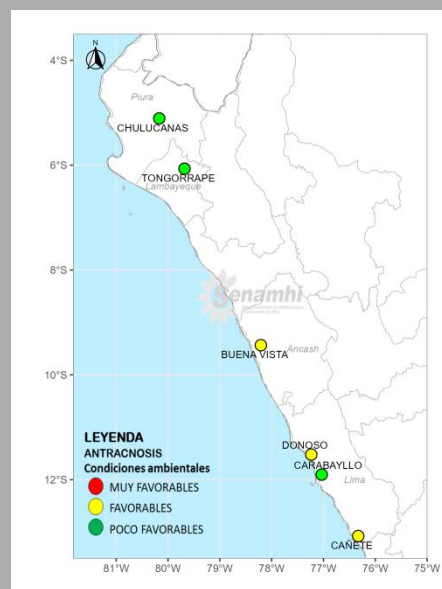 N
4°S
Piura
CHULUCANAS
6°S
TONGORRAPE
Lambayeque
8°S
Senamhi
Ancash
BUENA VISTA
10°S
DONOSO
CARABAYLLO
Lima
12°S
CAÑETE
LEYENDA
ANTRACNOSIS
Condiciones ambientales
MUY FAVORABLES
FAVORABLES
POCO FAVORABLES
81°W 80°W 79°W 78°W 77°W 76°W 75°W